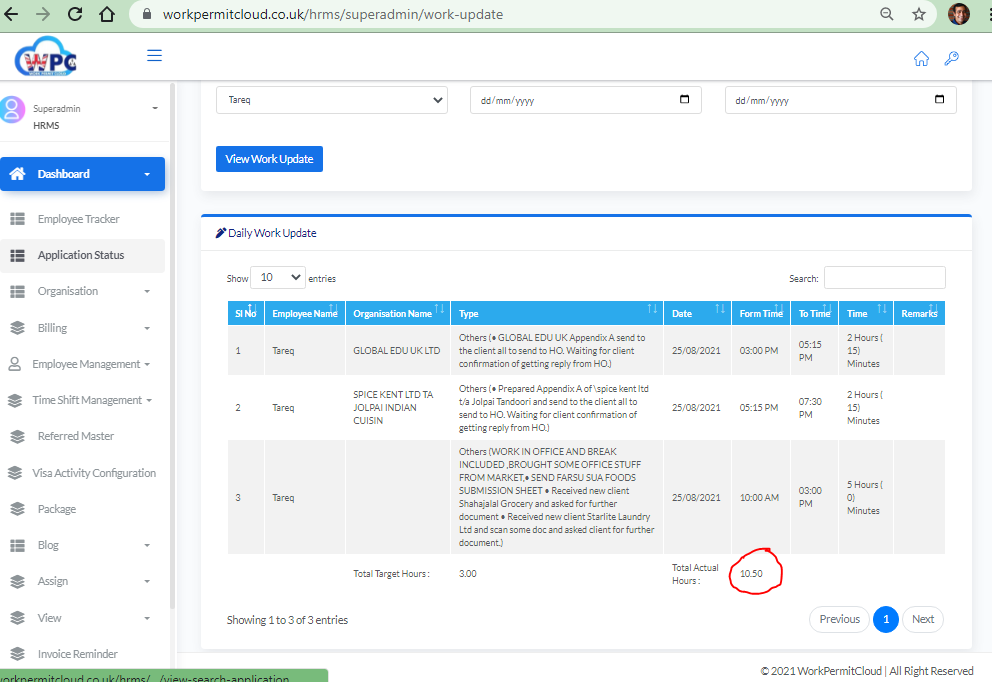 workpermitcloud.co.uk/hrms/superadmin/work-update
WPC
Superadmin
HRMS
Dashboard
Employee Tracker
Application Status
Organisation
Billing
Employee Management
Time Shift Management
Referred Master
Visa Activity Configuration
Package
Blog
Assign
View
Invoice Reminder
Tareq
dd/mm/yyyy
dd/mm/yyyy
View Work Update
Daily Work Update
Show 10 entries
Search:
Sl No Employee Name Organisation Name Type Date Form Time To Time Time Remarks
1
Tareq
GLOBAL EDU UK LTD
Others (• GLOBAL EDU UK Appendix A send to
the client all to send to HO. Waiting for client
confirmation of getting reply from HO.)
25/08/2021
03:00 PM
05:15
PM
2 Hours (
15)
Minutes
2
Tareq
SPICE KENT LTD TA
JOLPAI INDIAN
CUISIN
Others (• Prepared Appendix A of \spice kent ltd
t/a Jolpai Tandoori and send to the client all to
send to HO. Waiting for client confirmation of
getting reply from HO.)
25/08/2021
05:15 PM
07:30
PM
2 Hours (
15)
Minutes
3
Tareq
Others (WORK IN OFFICE AND BREAK
INCLUDED ,BROUGHT SOME OFFICE STUFF
FROM MARKET,• SEND FARSU SUA FOODS
SUBMISSION SHEET • Received new client
Shahajalal Grocery and asked for further
document • Received new client Starlite Laundry
Ltd and scan some doc and asked client for further
document.)
25/08/2021
10:00 AM
03:00
PM
5 Hours (
0)
Minutes
Total Target Hours :
3.00
Total Actual
Hours :
10.50
Showing 1 to 3 of 3 entries
Previous 1 Next
© 2021 WorkPermitCloud | All Right Reserved
workpermitcloud.co.uk/hrms/.../view-search-application